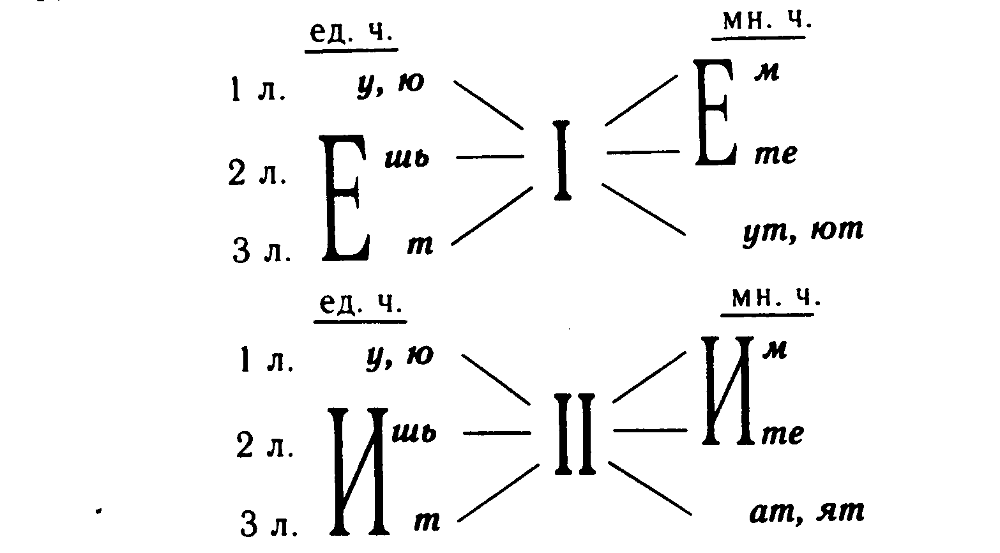 ед. ч. мн. ч.
1 л. у, ю Е м
2 л. Е шь I те
3 л. т ут, ют
ед. ч. мн. ч.
1 л. у, ю И м
2 л. И шь II те
3 л. т ат, ят